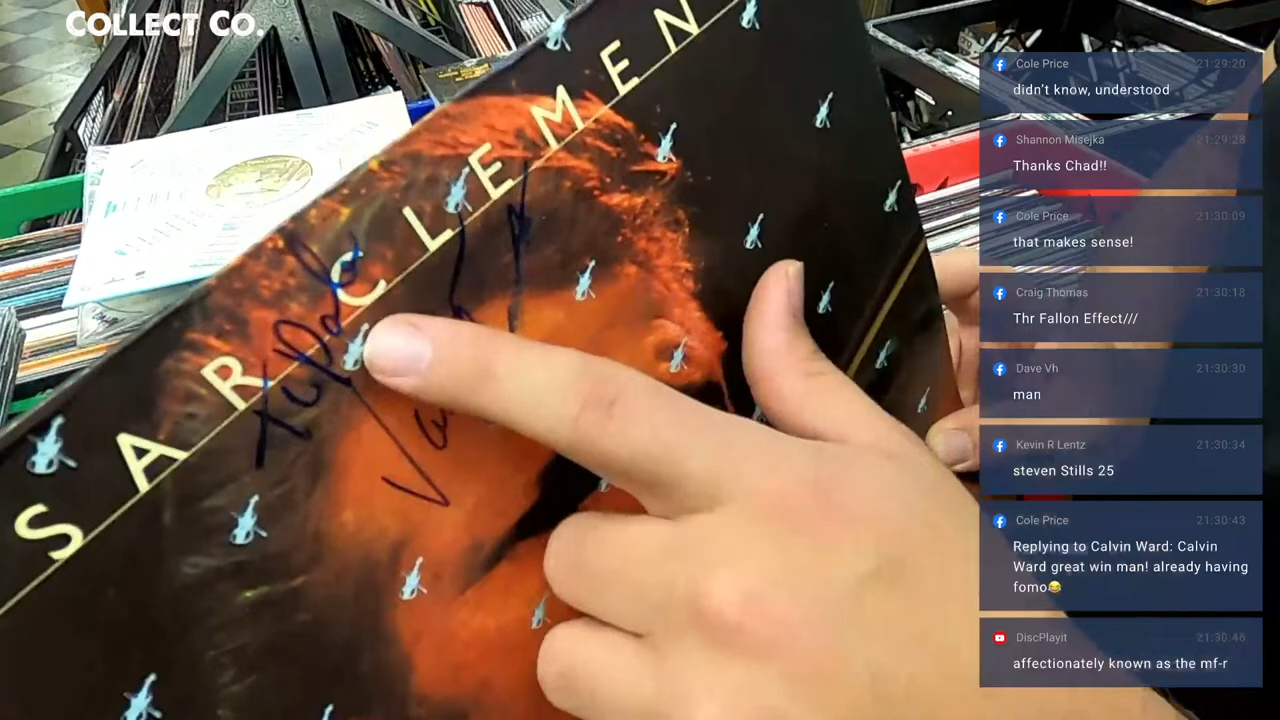 COLLECT CO.
SARCLEMEN
Cole Price 21:29:20
didn't know, understood
Shannon Misejka 21:29:28
Thanks Chad!!
Cole Price 21:30:09
that makes sense!
Craig Thomas 21:30:18
Thr Fallon Effect///
Dave Vh 21:30:30
man
Kevin R Lentz 21:30:34
steven Stills 25
Cole Price 21:30:43
Replying to Calvin Ward: Calvin
Ward great win man! already having
fomo😂
DiscPlayit 21:30:46
affectionately known as the mf-r